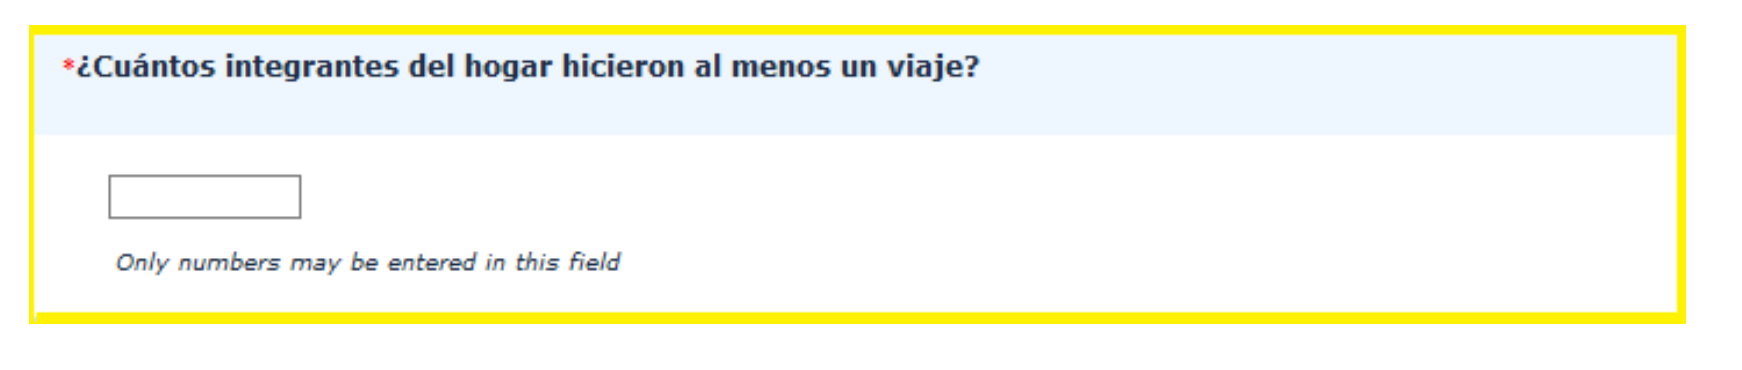 *¿Cuántos integrantes del hogar hicieron al menos un viaje?
Only numbers may be entered in this field